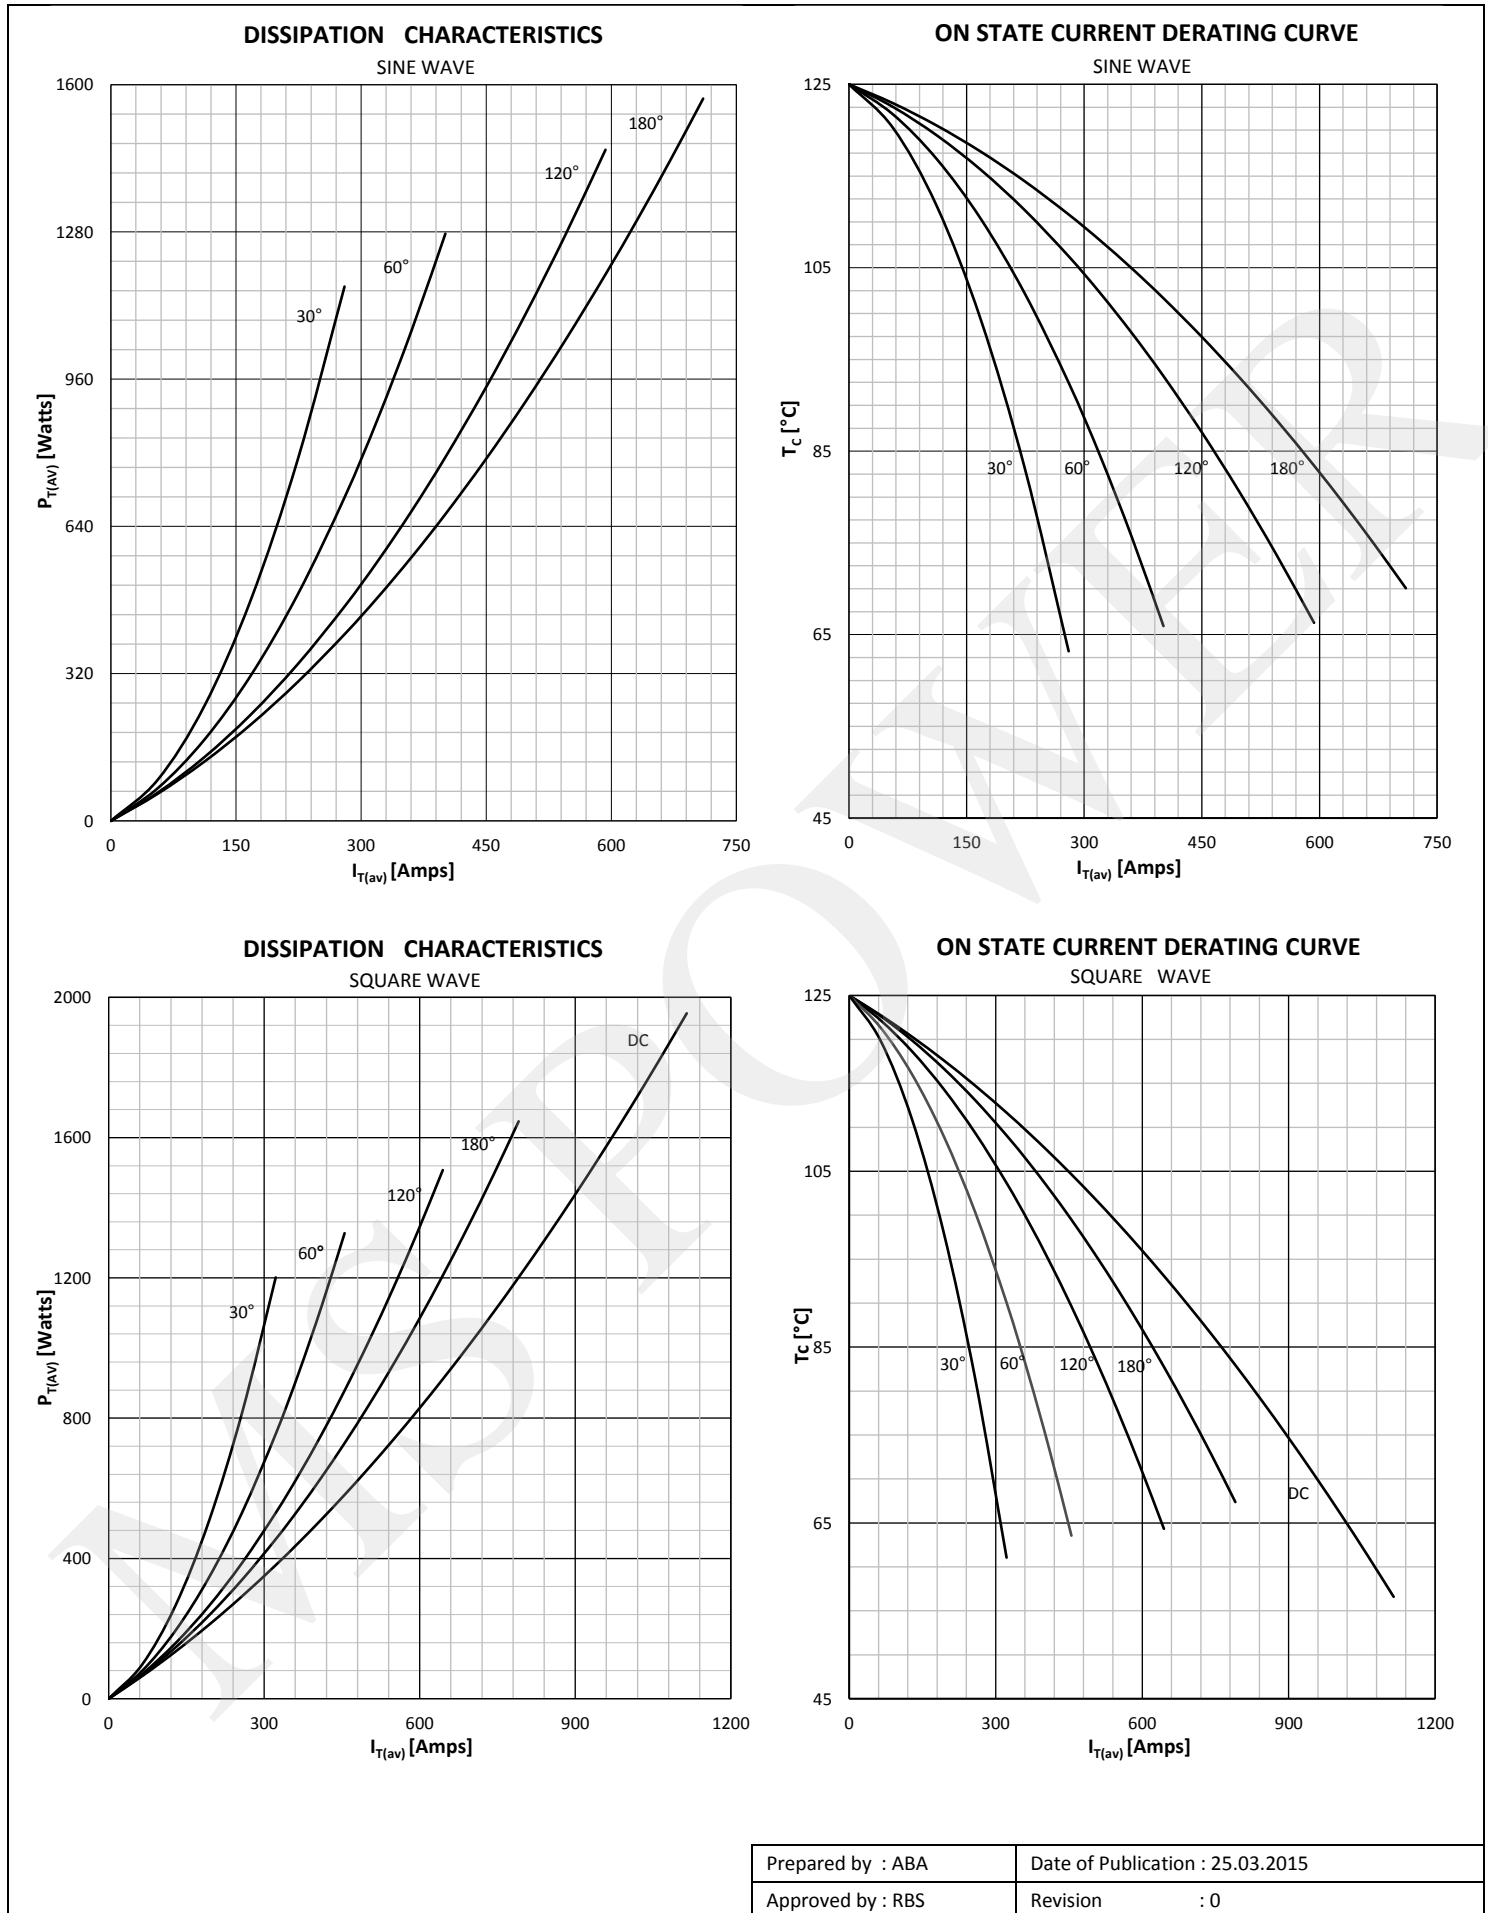 DISSIPATION CHARACTERISTICS
SINE WAVE
1600
1280
960
640
320
0
0 150 300 450 600 750
P_T(AV) [Watts]
I_T(av) [Amps]
30°
60°
120°
180°
ON STATE CURRENT DERATING CURVE
SINE WAVE
125
105
85
65
45
0 150 300 450 600 750
T_C [°C]
I_T(av) [Amps]
30° 60° 120° 180°
DISSIPATION CHARACTERISTICS
SQUARE WAVE
2000
1600
1200
800
400
0
0 300 600 900 1200
P_T(AV) [Watts]
I_T(av) [Amps]
30°
60°
120°
180°
DC
ON STATE CURRENT DERATING CURVE
SQUARE WAVE
125
105
85
65
45
0 300 600 900 1200
Tc [°C]
I_T(av) [Amps]
30° 60° 120° 180°
DC
MS POWER
Prepared by : ABA Date of Publication : 25.03.2015
Approved by : RBS Revision : 0